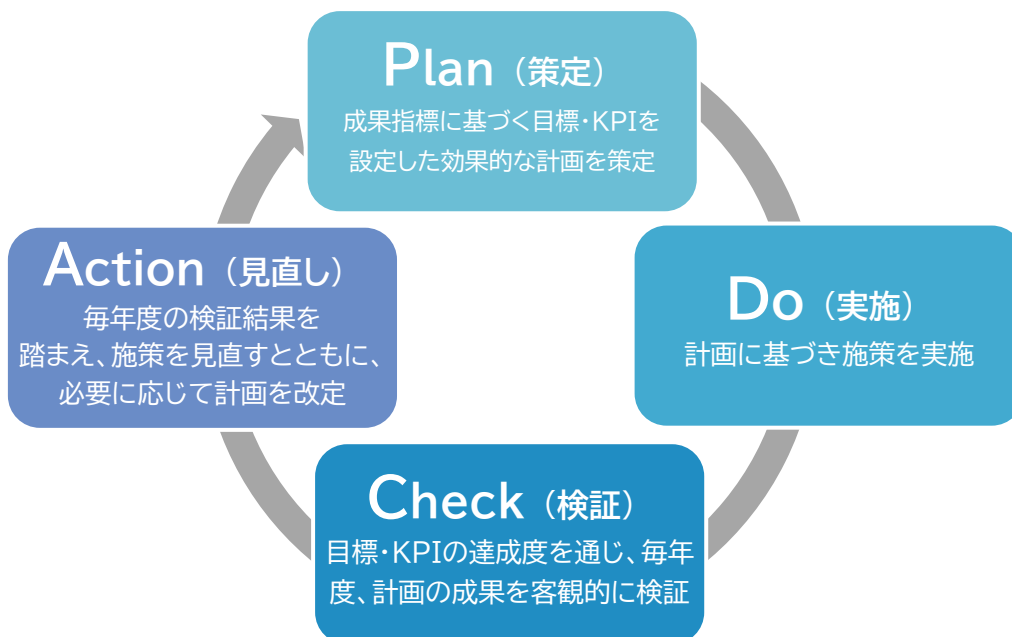 Plan（策定）
成果指標に基づく目標・KPIを
設定した効果的な計画を策定
Action（見直し）
毎年度の検証結果を
踏まえ、施策を見直すとともに、
必要に応じて計画を改定
Do（実施）
計画に基づき施策を実施
Check（検証）
目標・KPIの達成度を通じ、毎年
度、計画の成果を客観的に検証